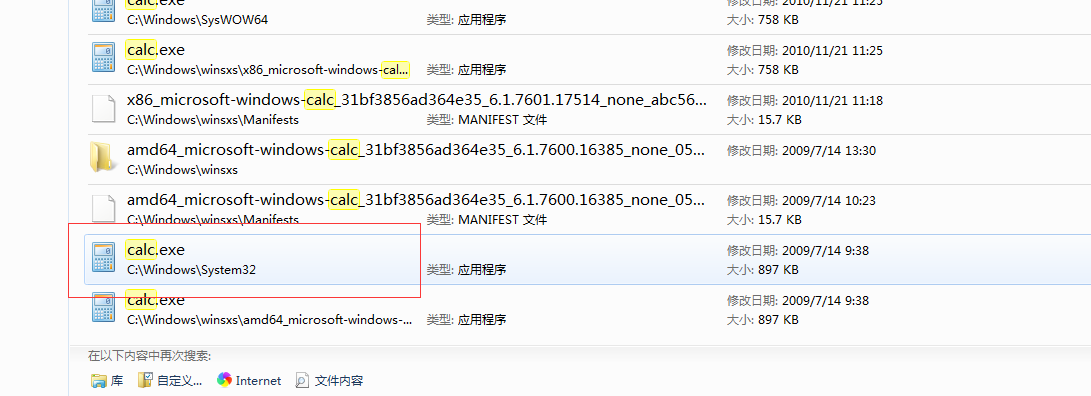 calc.exe 修改日期: 2010/11/21 11:25
C:\Windows\SysWOW64 类型: 应用程序 大小: 758 KB
calc.exe 修改日期: 2010/11/21 11:25
C:\Windows\winsxs\x86_microsoft-windows-cal... 类型: 应用程序 大小: 758 KB
x86_microsoft-windows-calc_31bf3856ad364e35_6.1.7601.17514_none_abc56... 修改日期: 2010/11/21 11:18
C:\Windows\winsxs\Manifests 类型: MANIFEST 文件 大小: 15.7 KB
amd64_microsoft-windows-calc_31bf3856ad364e35_6.1.7600.16385_none_05... 修改日期: 2009/7/14 13:30
C:\Windows\winsxs
amd64_microsoft-windows-calc_31bf3856ad364e35_6.1.7600.16385_none_05... 修改日期: 2009/7/14 10:23
C:\Windows\winsxs\Manifests 类型: MANIFEST 文件 大小: 15.7 KB
calc.exe 修改日期: 2009/7/14 9:38
C:\Windows\System32 类型: 应用程序 大小: 897 KB
calc.exe 修改日期: 2009/7/14 9:38
C:\Windows\winsxs\amd64_microsoft-windows-... 类型: 应用程序 大小: 897 KB
在以下内容中再次搜索:
库 自定义... Internet 文件内容